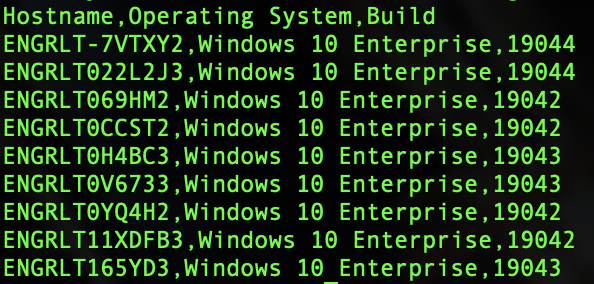 Hostname,Operating System,Build
ENGRLT-7VTXY2,Windows 10 Enterprise,19044
ENGRLT022L2J3,Windows 10 Enterprise,19044
ENGRLT069HM2,Windows 10 Enterprise,19042
ENGRLT0CCST2,Windows 10 Enterprise,19042
ENGRLT0H4BC3,Windows 10 Enterprise,19043
ENGRLT0V6733,Windows 10 Enterprise,19043
ENGRLT0YQ4H2,Windows 10 Enterprise,19042
ENGRLT11XDFB3,Windows 10 Enterprise,19042
ENGRLT165YD3,Windows 10 Enterprise,19043